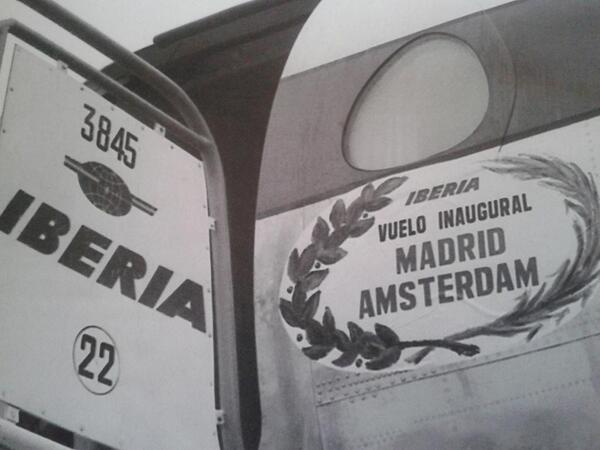 3845
IBERIA
22
IBERIA
VUELO INAUGURAL
MADRID
AMSTERDAM